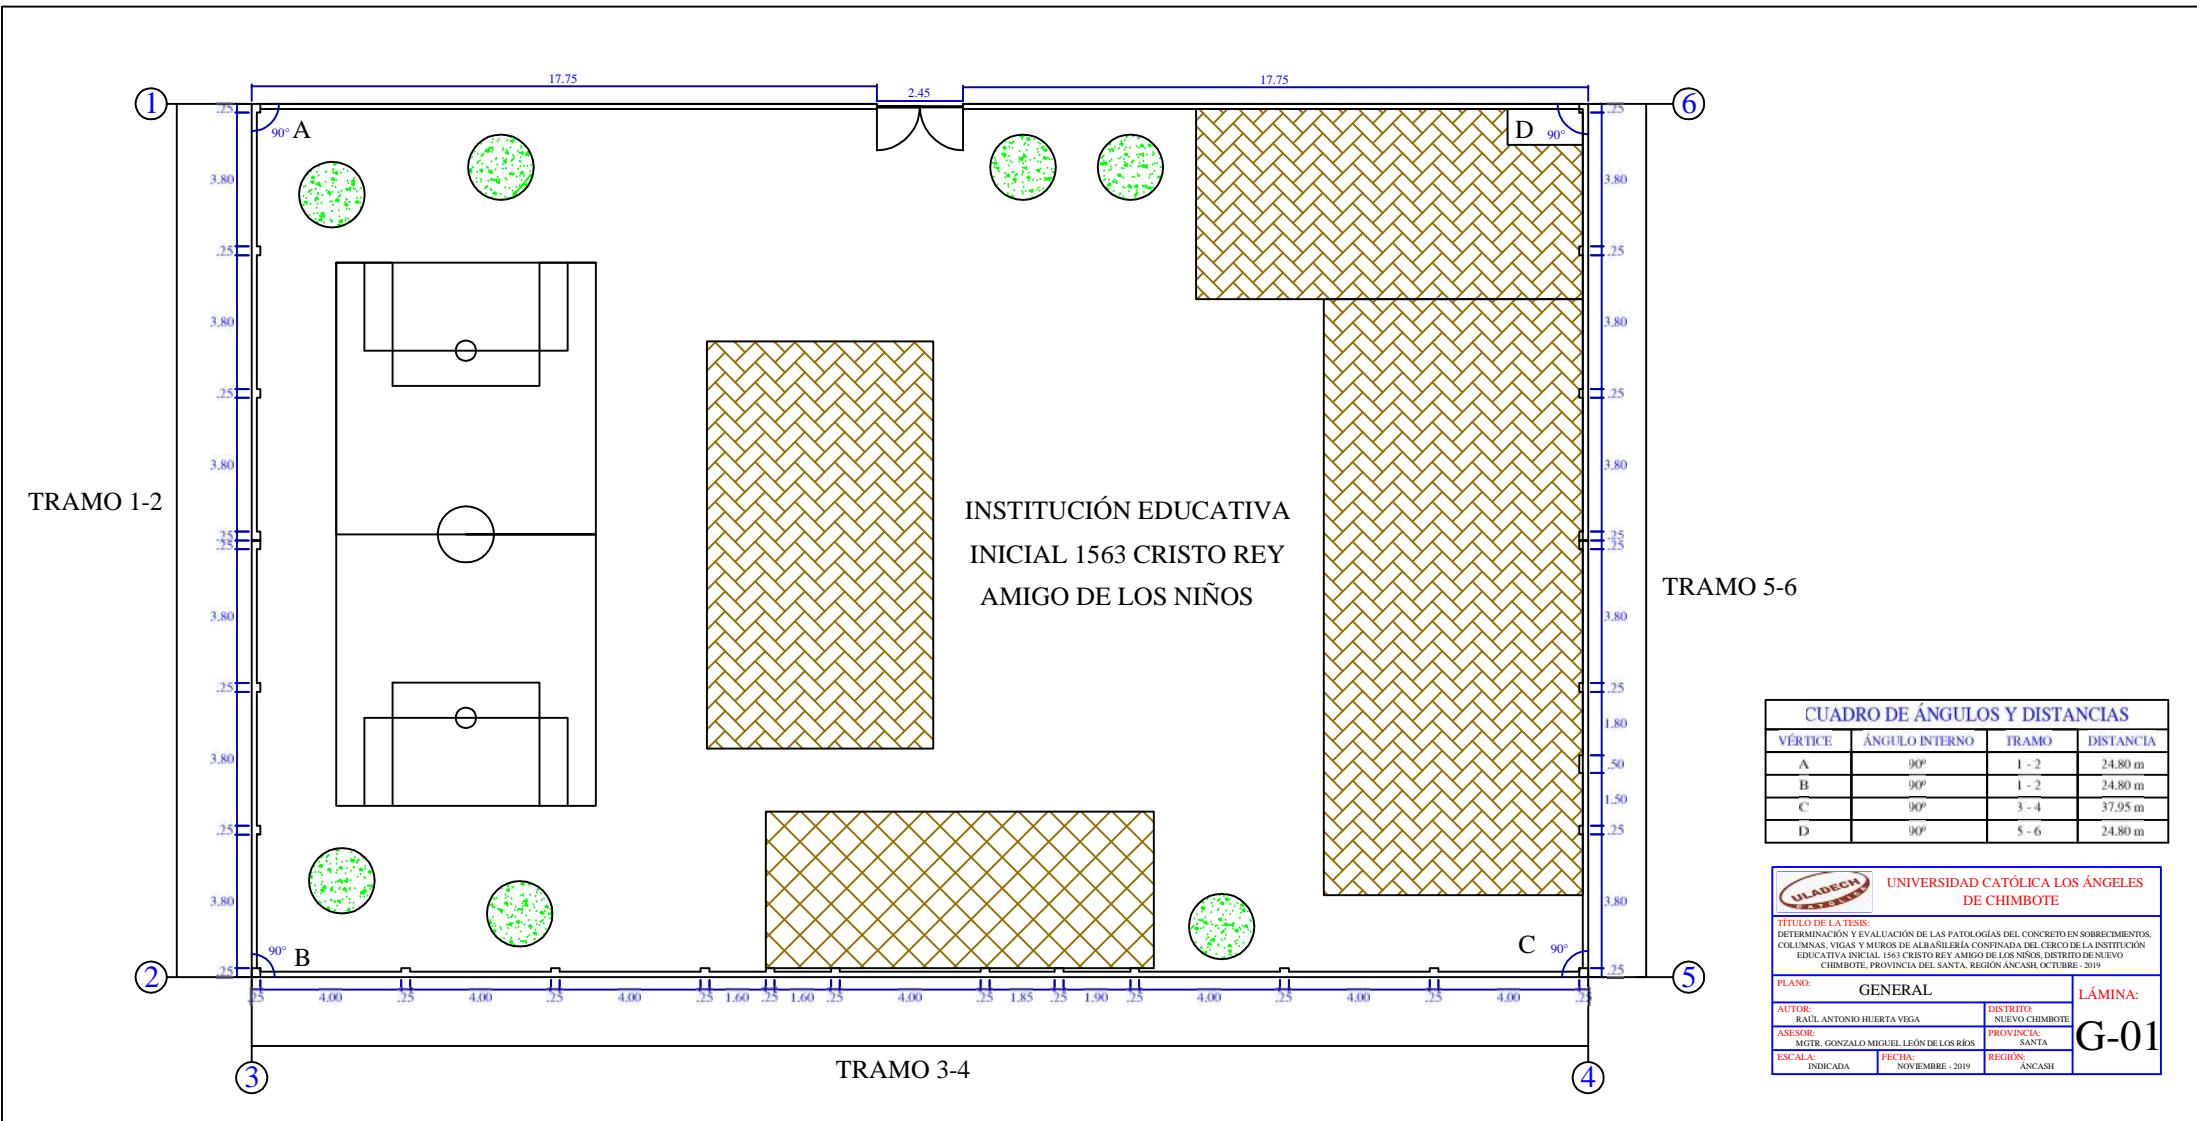 17.75
2.45
17.75
1
6
.25
.25
90° A
D 90°
3.80
3.80
.25
.25
3.80
3.80
.25
.25
3.80
3.80
TRAMO 1-2
INSTITUCIÓN EDUCATIVA
INICIAL 1563 CRISTO REY
AMIGO DE LOS NIÑOS
.25
.25
.25
.25
TRAMO 5-6
3.80
3.80
.25
.25
1.80
3.80
.50
1.50
.25
.25
3.80
3.80
90° B
C 90°
.25
.25
2
5
.25 4.00 .25 4.00 .25 4.00 .25 1.60 .25 1.60 .25 4.00 .25 1.85 .25 1.90 .25 4.00 .25 4.00 .25 4.00 .25
TRAMO 3-4
3
4
CUADRO DE ÁNGULOS Y DISTANCIAS
VÉRTICE ÁNGULO INTERNO TRAMO DISTANCIA
A 90º 1 - 2 24.80 m
B 90º 1 - 2 24.80 m
C 90º 3 - 4 37.95 m
D 90º 5 - 6 24.80 m
ULADECH
CATÓLICA
UNIVERSIDAD CATÓLICA LOS ÁNGELES
DE CHIMBOTE
TÍTULO DE LA TESIS:
DETERMINACIÓN Y EVALUACIÓN DE LAS PATOLOGÍAS DEL CONCRETO EN SOBRECIMIENTOS,
COLUMNAS, VIGAS Y MUROS DE ALBAÑILERÍA CONFINADA DEL CERCO DE LA INSTITUCIÓN
EDUCATIVA INICIAL 1563 CRISTO REY AMIGO DE LOS NIÑOS, DISTRITO DE NUEVO
CHIMBOTE, PROVINCIA DEL SANTA, REGIÓN ÁNCASH, OCTUBRE - 2019
PLANO:
GENERAL
LÁMINA:
G-01
AUTOR:
RAÚL ANTONIO HUERTA VEGA
DISTRITO:
NUEVO CHIMBOTE
ASESOR:
MGTR. GONZALO MIGUEL LEÓN DE LOS RÍOS
PROVINCIA:
SANTA
ESCALA:
INDICADA
FECHA:
NOVIEMBRE - 2019
REGIÓN:
ÁNCASH